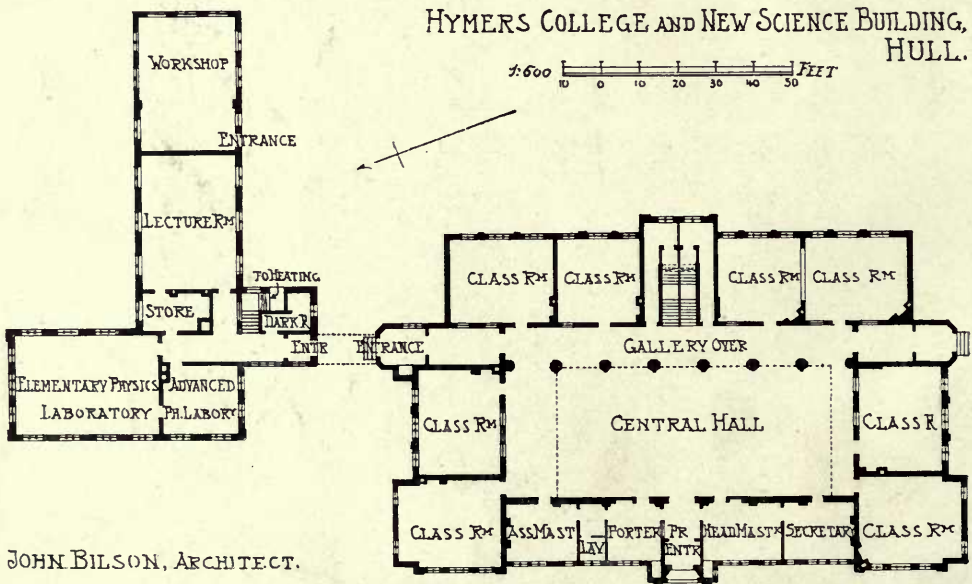 HYMERS COLLEGE AND NEW SCIENCE BUILDING,
HULL.
1:600 FEET
10 0 10 20 30 40 50
WORKSHOP
ENTRANCE
LECTURE RM
TO HEATING
STORE
DARK R.
ENTR
ENTRANCE
ELEMENTARY PHYSICS
LABORATORY
ADVANCED
PH. LABORY
CLASS RM
CLASS RM
CLASS RM
CLASS RM
GALLERY OVER
CLASS RM
CENTRAL HALL
CLASS R
CLASS RM
ASS MAST
LAV
PORTER
PR
ENTR
HEAD MASTR
SECRETARY
CLASS RM
JOHN BILSON, ARCHITECT.